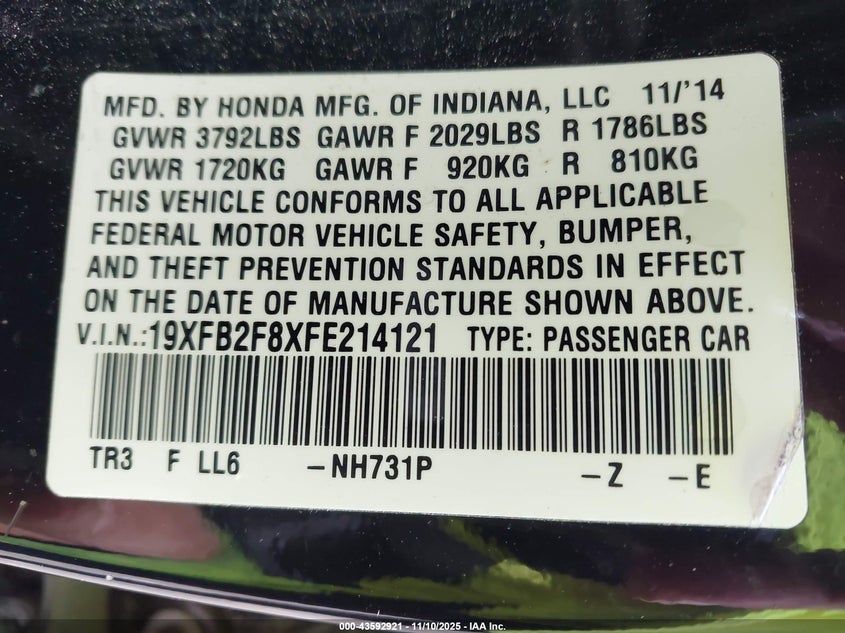 MFD. BY HONDA MFG. OF INDIANA, LLC 11/'14
GVWR 3792LBS GAWR F 2029LBS R 1786LBS
GVWR 1720KG GAWR F 920KG R 810KG
THIS VEHICLE CONFORMS TO ALL APPLICABLE
FEDERAL MOTOR VEHICLE SAFETY, BUMPER,
AND THEFT PREVENTION STANDARDS IN EFFECT
ON THE DATE OF MANUFACTURE SHOWN ABOVE.
V.I.N.:19XFB2F8XFE214121 TYPE: PASSENGER CAR
TR3 F LL6 -NH731P -Z -E
000-43592921 - 11/10/2025 - IAA Inc.